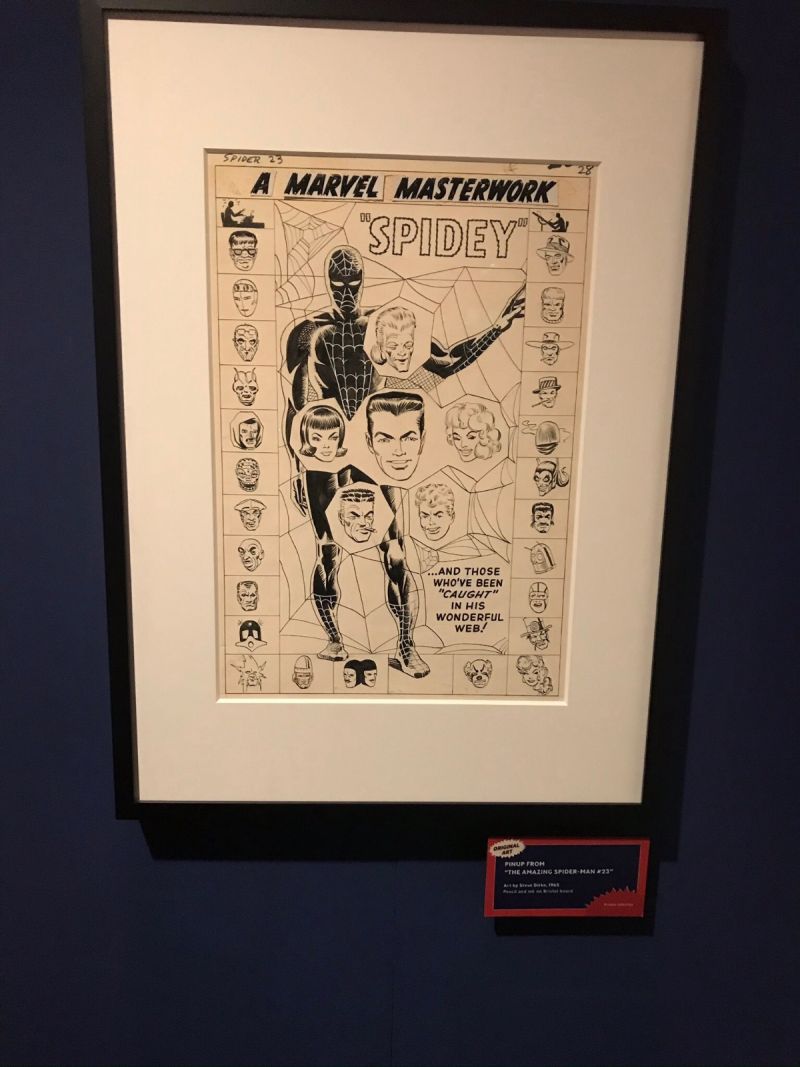 SPIDER 23
28
A MARVEL MASTERWORK
"SPIDEY"
...AND THOSE
WHO'VE BEEN
"CAUGHT"
IN HIS
WONDERFUL
WEB!
ORIGINAL
ART
PINUP FROM
"THE AMAZING SPIDER-MAN #23"
Art by Steve Ditko, 1965
Pencil and ink on Bristol board